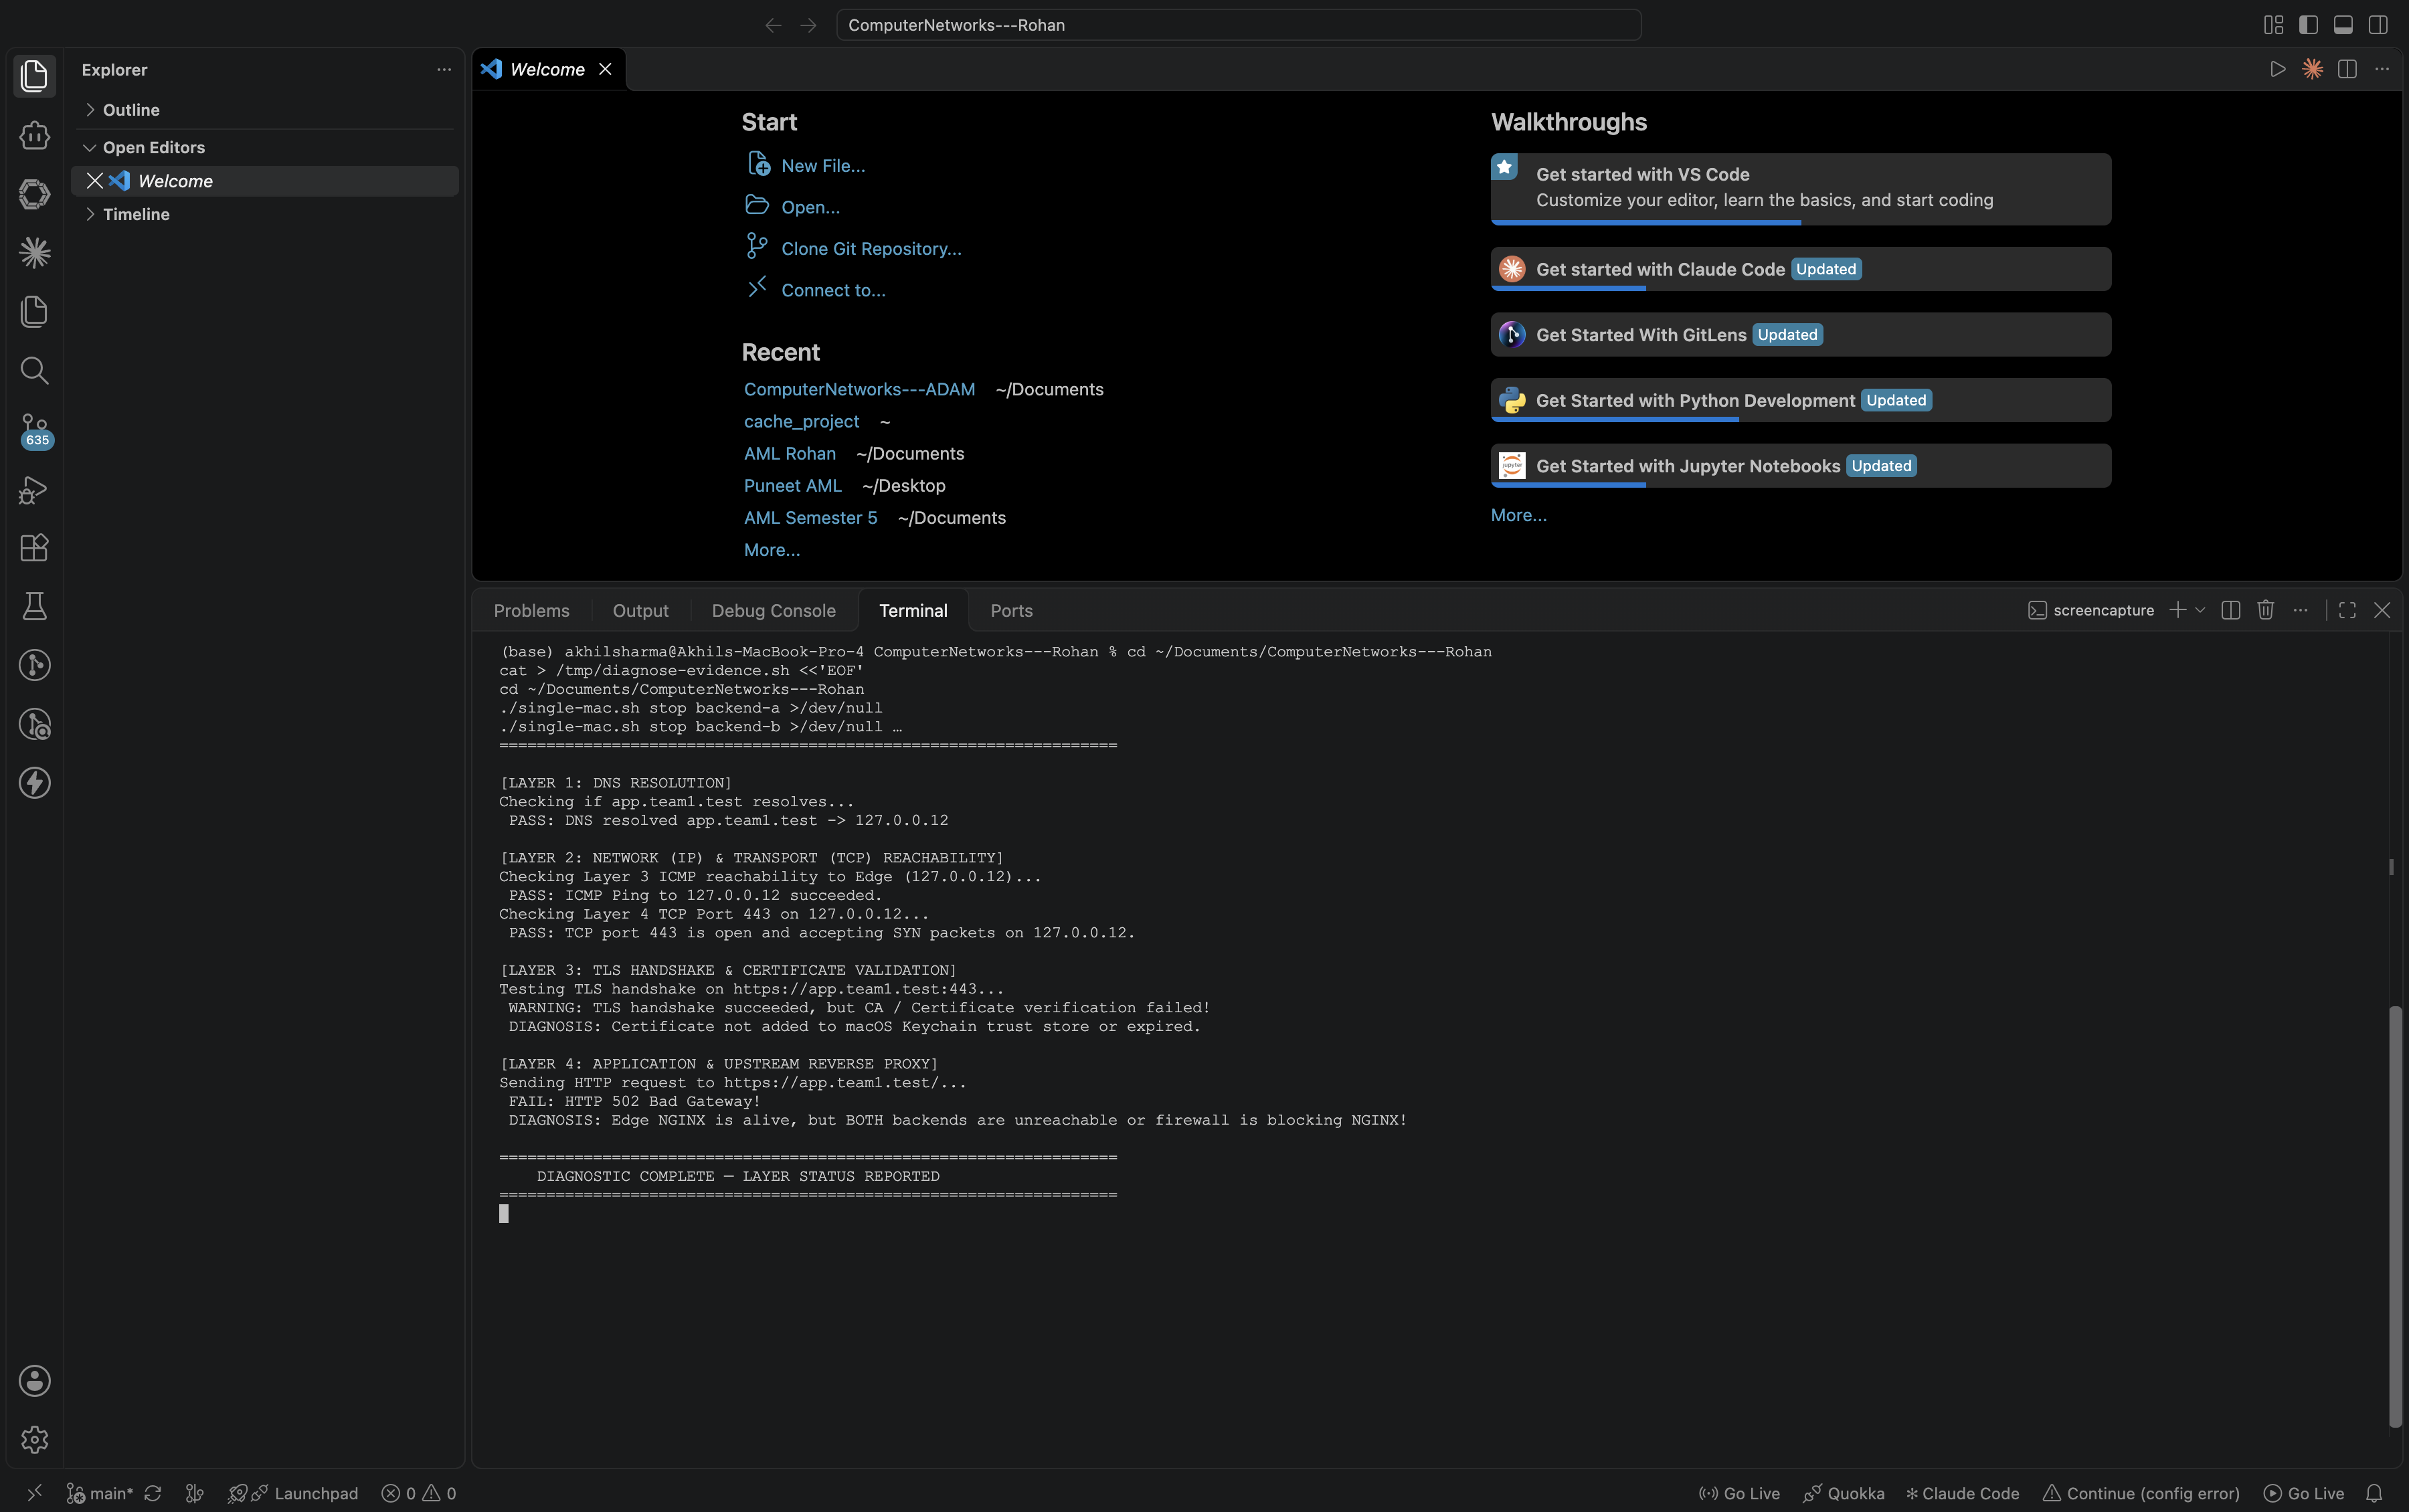 ComputerNetworks---Rohan
Explorer
Outline
Open Editors
Welcome
Timeline
635
Welcome
Start
New File...
Open...
Clone Git Repository...
Connect to...
Recent
ComputerNetworks---ADAM ~/Documents
cache_project ~
AML Rohan ~/Documents
Puneet AML ~/Desktop
AML Semester 5 ~/Documents
More...
Walkthroughs
Get started with VS Code
Customize your editor, learn the basics, and start coding
Get started with Claude Code Updated
Get Started With GitLens Updated
Get Started with Python Development Updated
jupyter
Get Started with Jupyter Notebooks Updated
More...
Problems Output Debug Console Terminal Ports
screencapture
(base) akhilsharma@Akhils-MacBook-Pro-4 ComputerNetworks---Rohan % cd ~/Documents/ComputerNetworks---Rohan
cat > /tmp/diagnose-evidence.sh <<'EOF'
cd ~/Documents/ComputerNetworks---Rohan
./single-mac.sh stop backend-a >/dev/null
./single-mac.sh stop backend-b >/dev/null …
==================================================================
[LAYER 1: DNS RESOLUTION]
Checking if app.team1.test resolves...
PASS: DNS resolved app.team1.test -> 127.0.0.12
[LAYER 2: NETWORK (IP) & TRANSPORT (TCP) REACHABILITY]
Checking Layer 3 ICMP reachability to Edge (127.0.0.12)...
PASS: ICMP Ping to 127.0.0.12 succeeded.
Checking Layer 4 TCP Port 443 on 127.0.0.12...
PASS: TCP port 443 is open and accepting SYN packets on 127.0.0.12.
[LAYER 3: TLS HANDSHAKE & CERTIFICATE VALIDATION]
Testing TLS handshake on https://app.team1.test:443...
WARNING: TLS handshake succeeded, but CA / Certificate verification failed!
DIAGNOSIS: Certificate not added to macOS Keychain trust store or expired.
[LAYER 4: APPLICATION & UPSTREAM REVERSE PROXY]
Sending HTTP request to https://app.team1.test/...
FAIL: HTTP 502 Bad Gateway!
DIAGNOSIS: Edge NGINX is alive, but BOTH backends are unreachable or firewall is blocking NGINX!
==================================================================
DIAGNOSTIC COMPLETE — LAYER STATUS REPORTED
==================================================================
main* Launchpad 0 0 Go Live Quokka Claude Code Continue (config error) Go Live